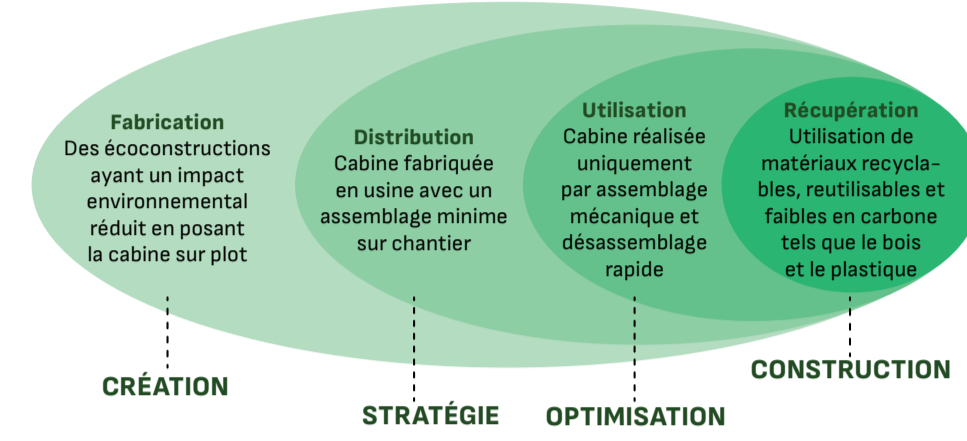 Fabrication
Des écoconstructions
ayant un impact
environnemental
réduit en posant
la cabine sur plot
Distribution
Cabine fabriquée
en usine avec un
assemblage minime
sur chantier
Utilisation
Cabine réalisée
uniquement
par assemblage
mécanique et
désassemblage
rapide
Récupération
Utilisation de
matériaux recycla-
bles, reutilisables et
faibles en carbone
tels que le bois
et le plastique
CRÉATION
STRATÉGIE
OPTIMISATION
CONSTRUCTION